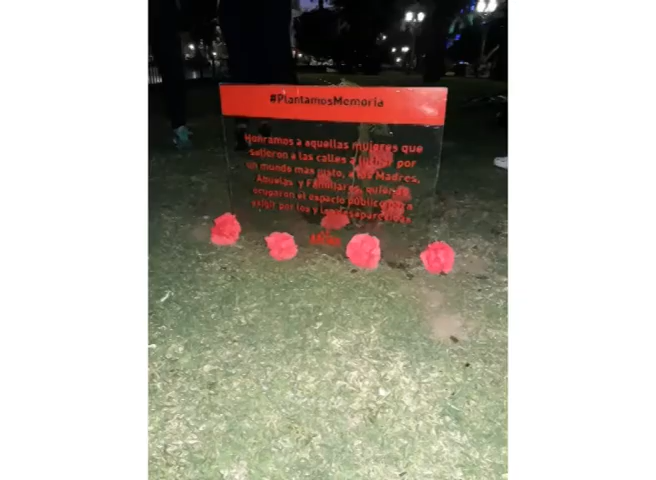 #PlantamosMemoria
Honramos a aquellas mujeres que
salieron a las calles a luchar por
un mundo más justo, a las Madres,
Abuelas y Familiares, quienes
ocuparon el espacio público para
exigir por los y las desaparecidos.